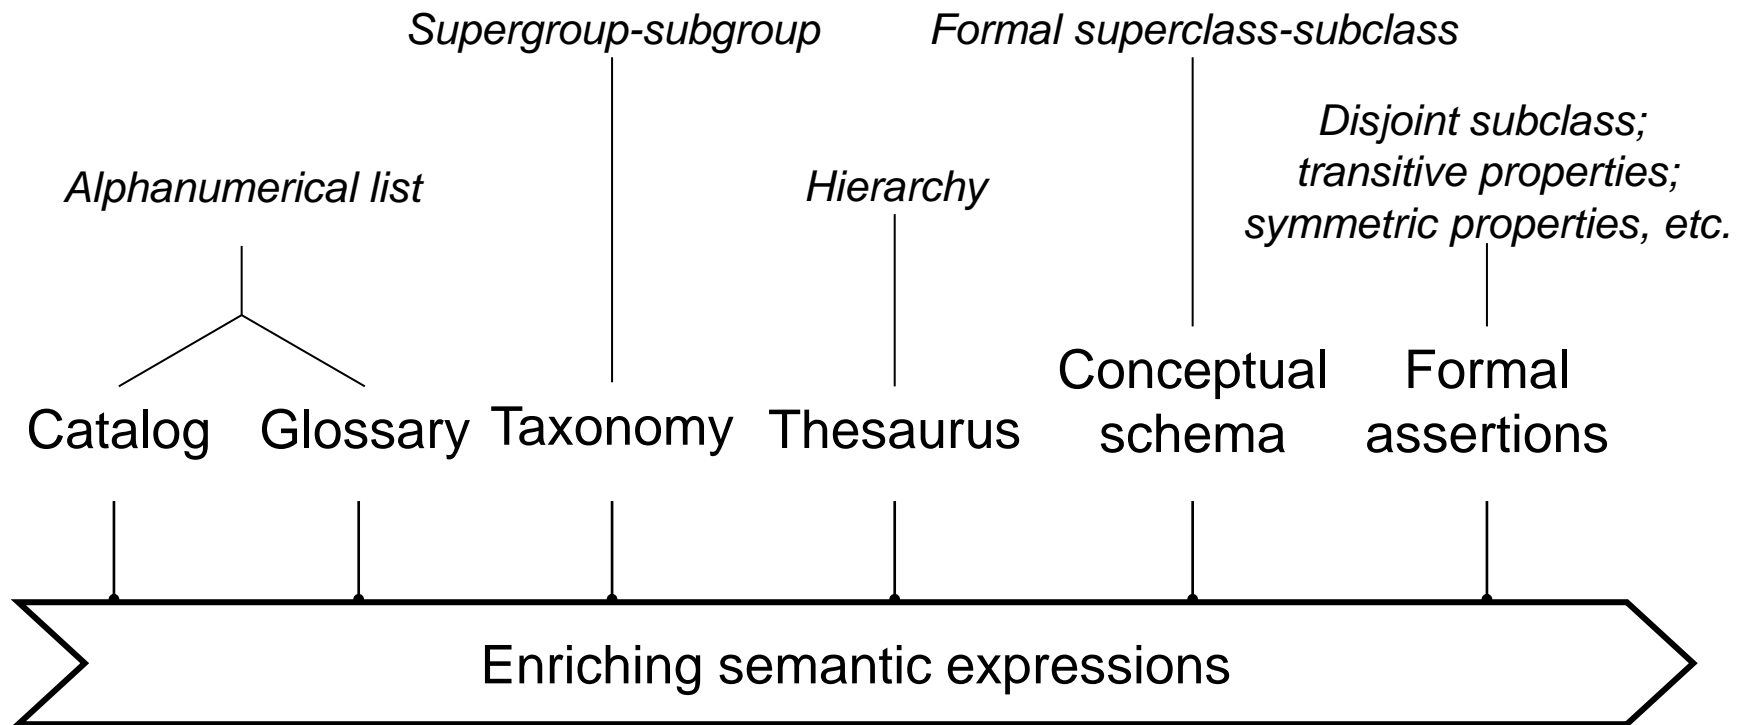 Supergroup-subgroup
Formal superclass-subclass
Disjoint subclass;
transitive properties;
symmetric properties, etc.
Alphanumerical list
Hierarchy
Catalog
Glossary
Taxonomy
Thesaurus
Conceptual
schema
Formal
assertions
Enriching semantic expressions